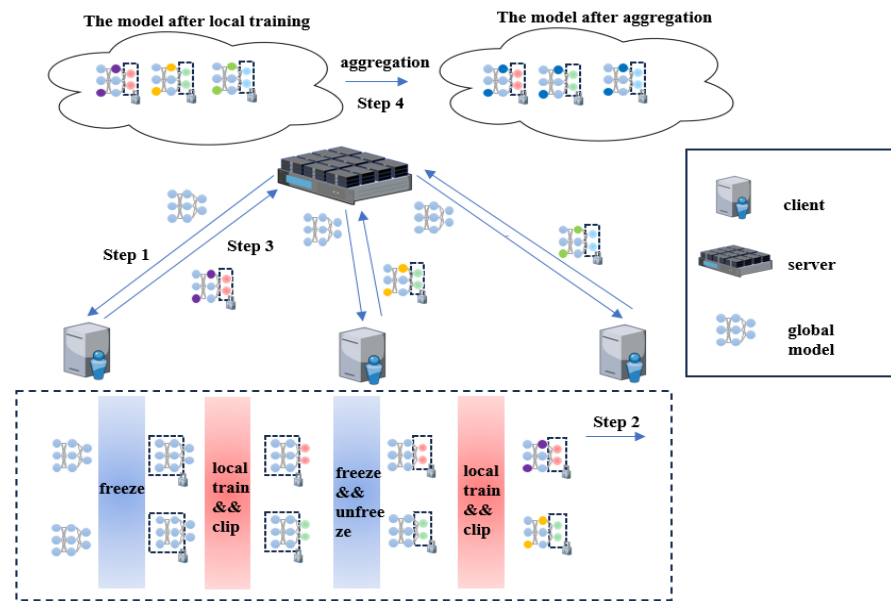 The model after local training
The model after aggregation
aggregation
Step 4
Step 1
Step 3
client
server
global
model
Step 2
freeze
local
train
&&
clip
freeze
&&
unfree
ze
local
train
&&
clip